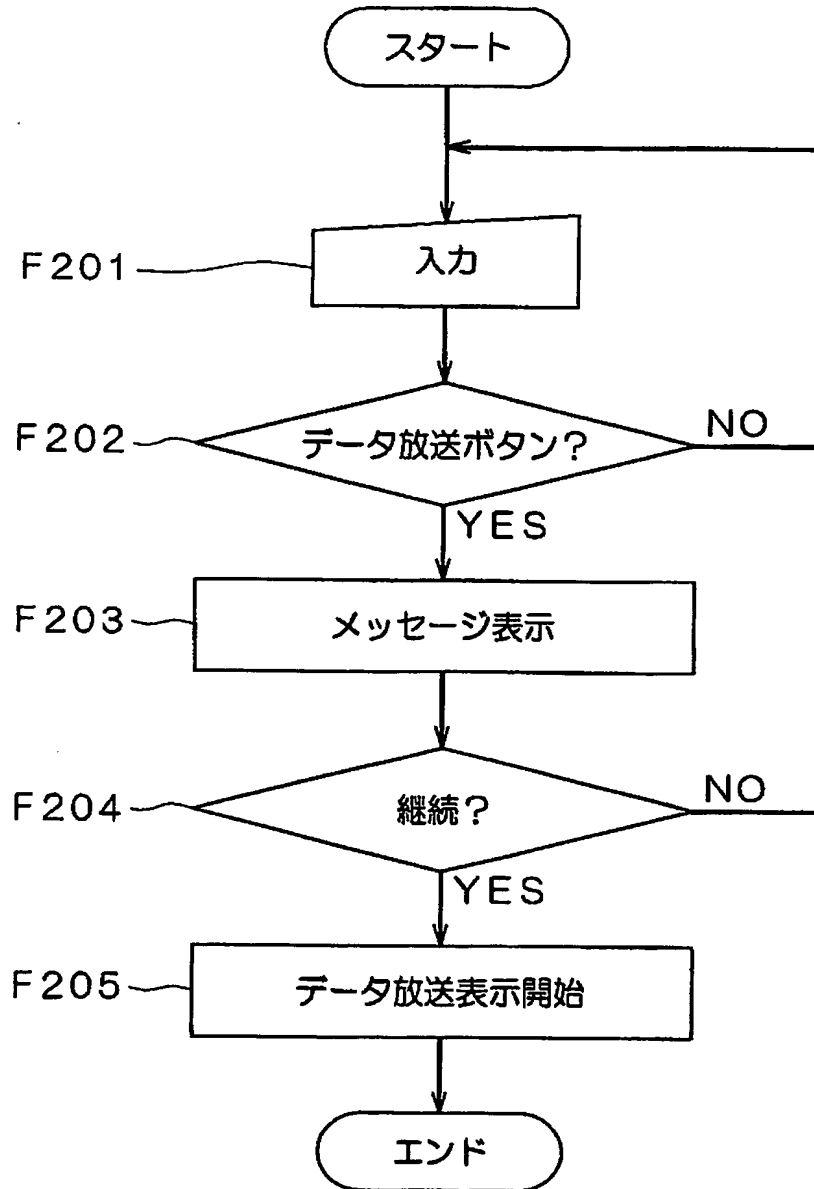 スタート
F201
入力
F202
データ放送ボタン?
NO
YES
F203
メッセージ表示
F204
継続?
NO
YES
F205
データ放送表示開始
エンド